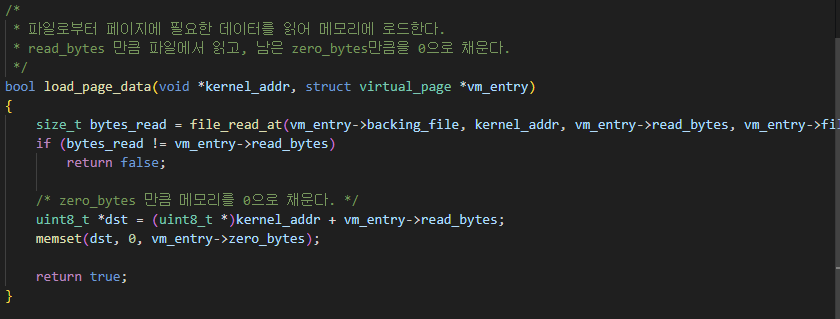 /*
 * 파일로부터 페이지에 필요한 데이터를 읽어 메모리에 로드한다.
 * read_bytes 만큼 파일에서 읽고, 남은 zero_bytes만큼을 0으로 채운다.
 */
bool load_page_data(void *kernel_addr, struct virtual_page *vm_entry)
{
    size_t bytes_read = file_read_at(vm_entry->backing_file, kernel_addr, vm_entry->read_bytes, vm_entry->fil
    if (bytes_read != vm_entry->read_bytes)
        return false;
    /* zero_bytes 만큼 메모리를 0으로 채운다. */
    uint8_t *dst = (uint8_t *)kernel_addr + vm_entry->read_bytes;
    memset(dst, 0, vm_entry->zero_bytes);
    return true;
}